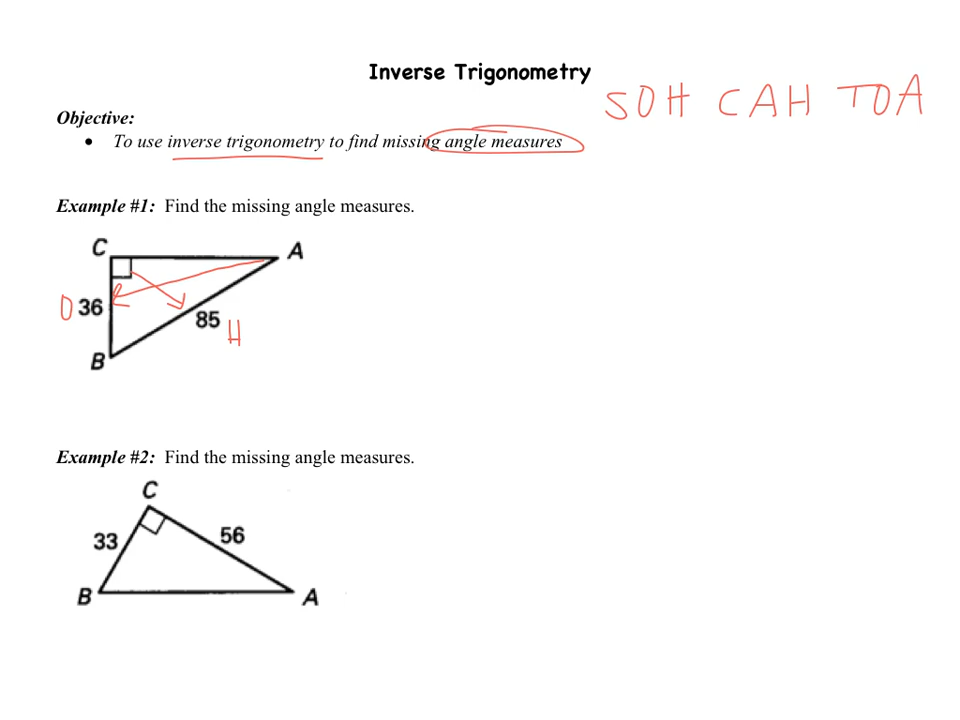 Inverse Trigonometry
SOH CAH TOA
Objective:
• To use inverse trigonometry to find missing angle measures
Example #1: Find the missing angle measures.
C
A
O 36
85 H
B
Example #2: Find the missing angle measures.
C
33
56
B
A